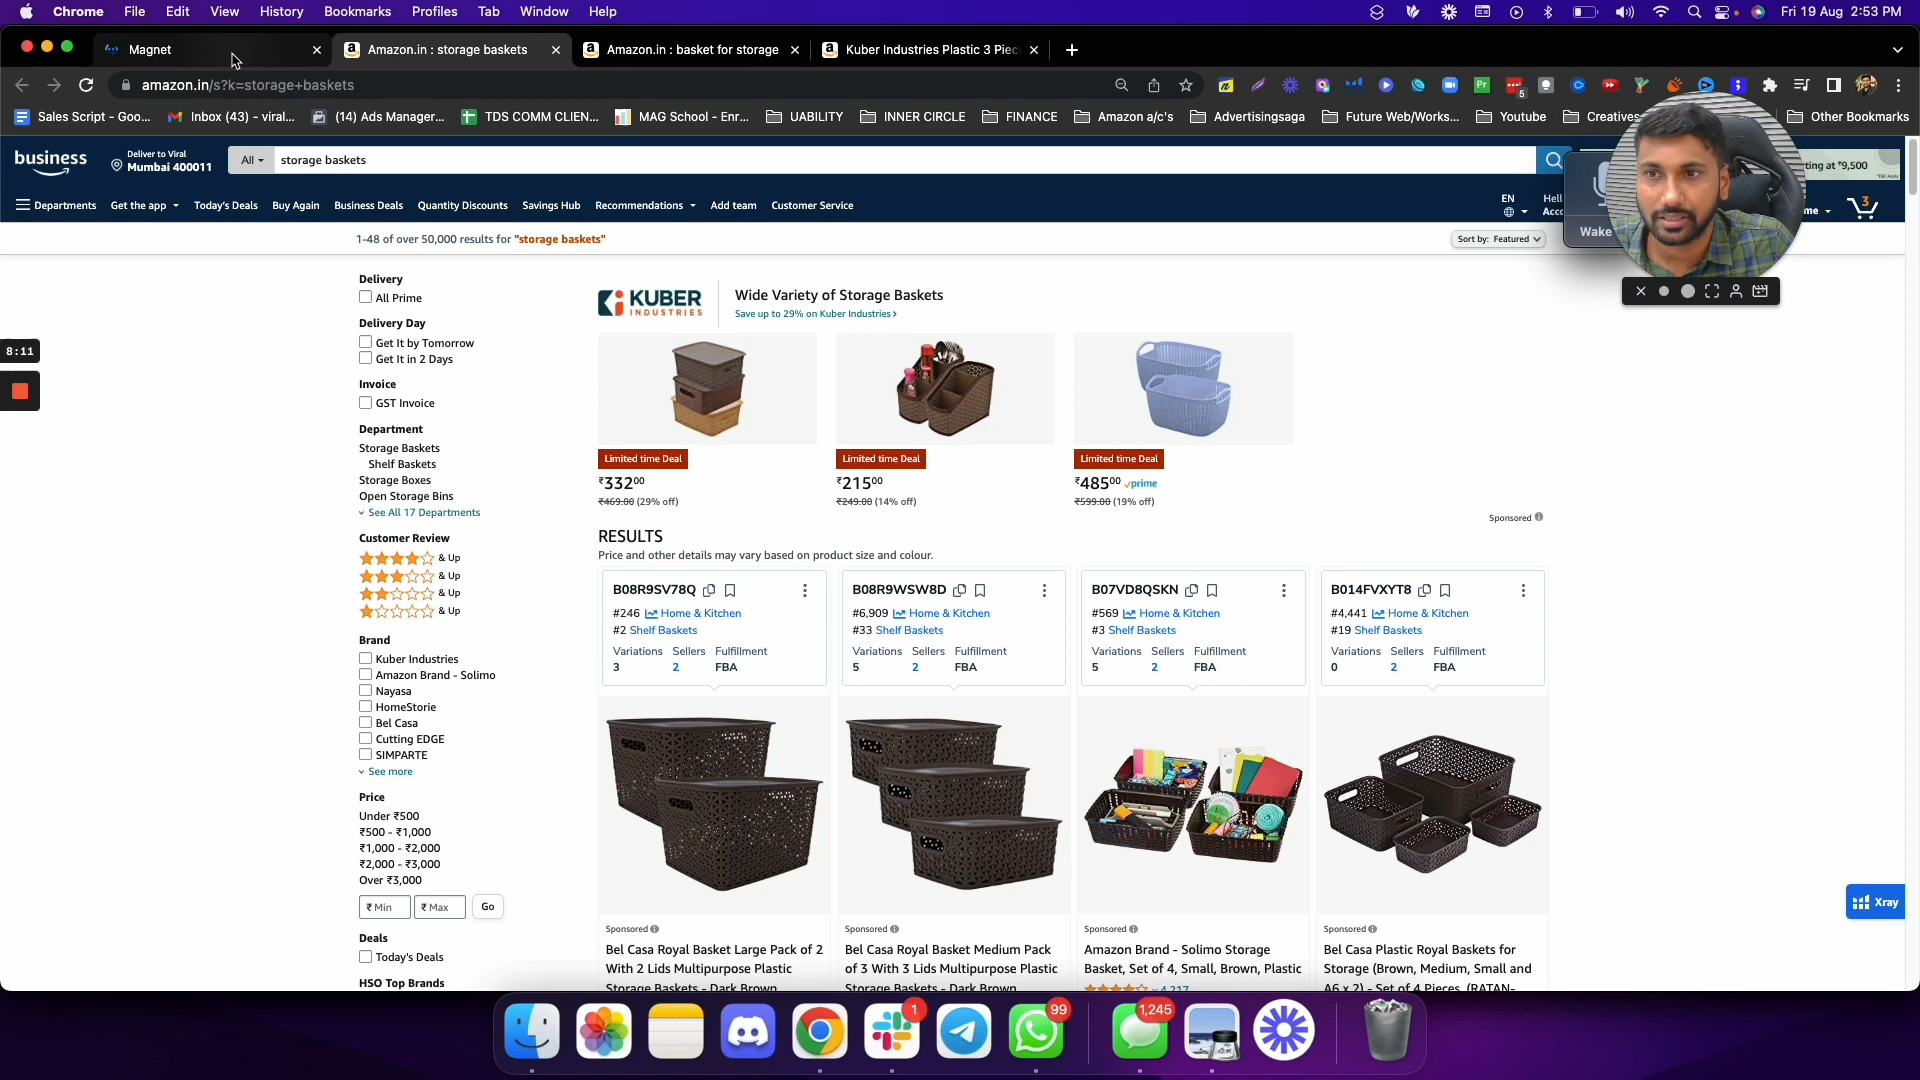 Chrome File Edit View History Bookmarks Profiles Tab Window Help Fri 19 Aug 2:53 PM
Magnet Amazon.in : storage baskets Amazon.in : basket for storage Kuber Industries Plastic 3 Piec
amazon.in/s?k=storage+baskets
Sales Script - Goo... Inbox (43) - viral... (14) Ads Manager... TDS COMM CLIEN... MAG School - Enr... UABILITY INNER CIRCLE FINANCE Amazon a/c's Advertisingsaga Future Web/Works... Youtube Creatives Other Bookmarks
business Deliver to Viral
Mumbai 400011
All storage baskets
rting at ₹9,500
Departments Get the app Today's Deals Buy Again Business Deals Quantity Discounts Savings Hub Recommendations Add team Customer Service EN Hell
Acco
me 3
Wake
1-48 of over 50,000 results for "storage baskets" Sort by: Featured
8:11
Delivery
All Prime
Delivery Day
Get It by Tomorrow
Get It in 2 Days
Invoice
GST Invoice
Department
Storage Baskets
Shelf Baskets
Storage Boxes
Open Storage Bins
See All 17 Departments
Customer Review
& Up
& Up
& Up
& Up
Brand
Kuber Industries
Amazon Brand - Solimo
Nayasa
HomeStorie
Bel Casa
Cutting EDGE
SIMPARTE
See more
Price
Under ₹500
₹500 - ₹1,000
₹1,000 - ₹2,000
₹2,000 - ₹3,000
Over ₹3,000
₹ Min ₹ Max Go
Deals
Today's Deals
HSO Top Brands
KUBER
INDUSTRIES
Wide Variety of Storage Baskets
Save up to 29% on Kuber Industries ›
Limited time Deal Limited time Deal Limited time Deal
₹332⁰⁰ ₹215⁰⁰ ₹485⁰⁰ prime
₹469.00 (29% off) ₹249.00 (14% off) ₹599.00 (19% off)
Sponsored
RESULTS
Price and other details may vary based on product size and colour.
B08R9SV78Q
#246 Home & Kitchen
#2 Shelf Baskets
Variations Sellers Fulfillment
3 2 FBA
B08R9WSW8D
#6,909 Home & Kitchen
#33 Shelf Baskets
Variations Sellers Fulfillment
5 2 FBA
B07VD8QSKN
#569 Home & Kitchen
#3 Shelf Baskets
Variations Sellers Fulfillment
5 2 FBA
B014FVXYT8
#4,441 Home & Kitchen
#19 Shelf Baskets
Variations Sellers Fulfillment
0 2 FBA
Xray
Sponsored
Bel Casa Royal Basket Large Pack of 2
With 2 Lids Multipurpose Plastic
Storage Baskets - Dark Brown
Sponsored
Bel Casa Royal Basket Medium Pack
of 3 With 3 Lids Multipurpose Plastic
Storage Baskets - Dark Brown
Sponsored
Amazon Brand - Solimo Storage
Basket, Set of 4, Small, Brown, Plastic
4,217
Sponsored
Bel Casa Plastic Royal Baskets for
Storage (Brown, Medium, Small and
A6 x 2) - Set of 4 Pieces, (RATAN-
1 99 1,245